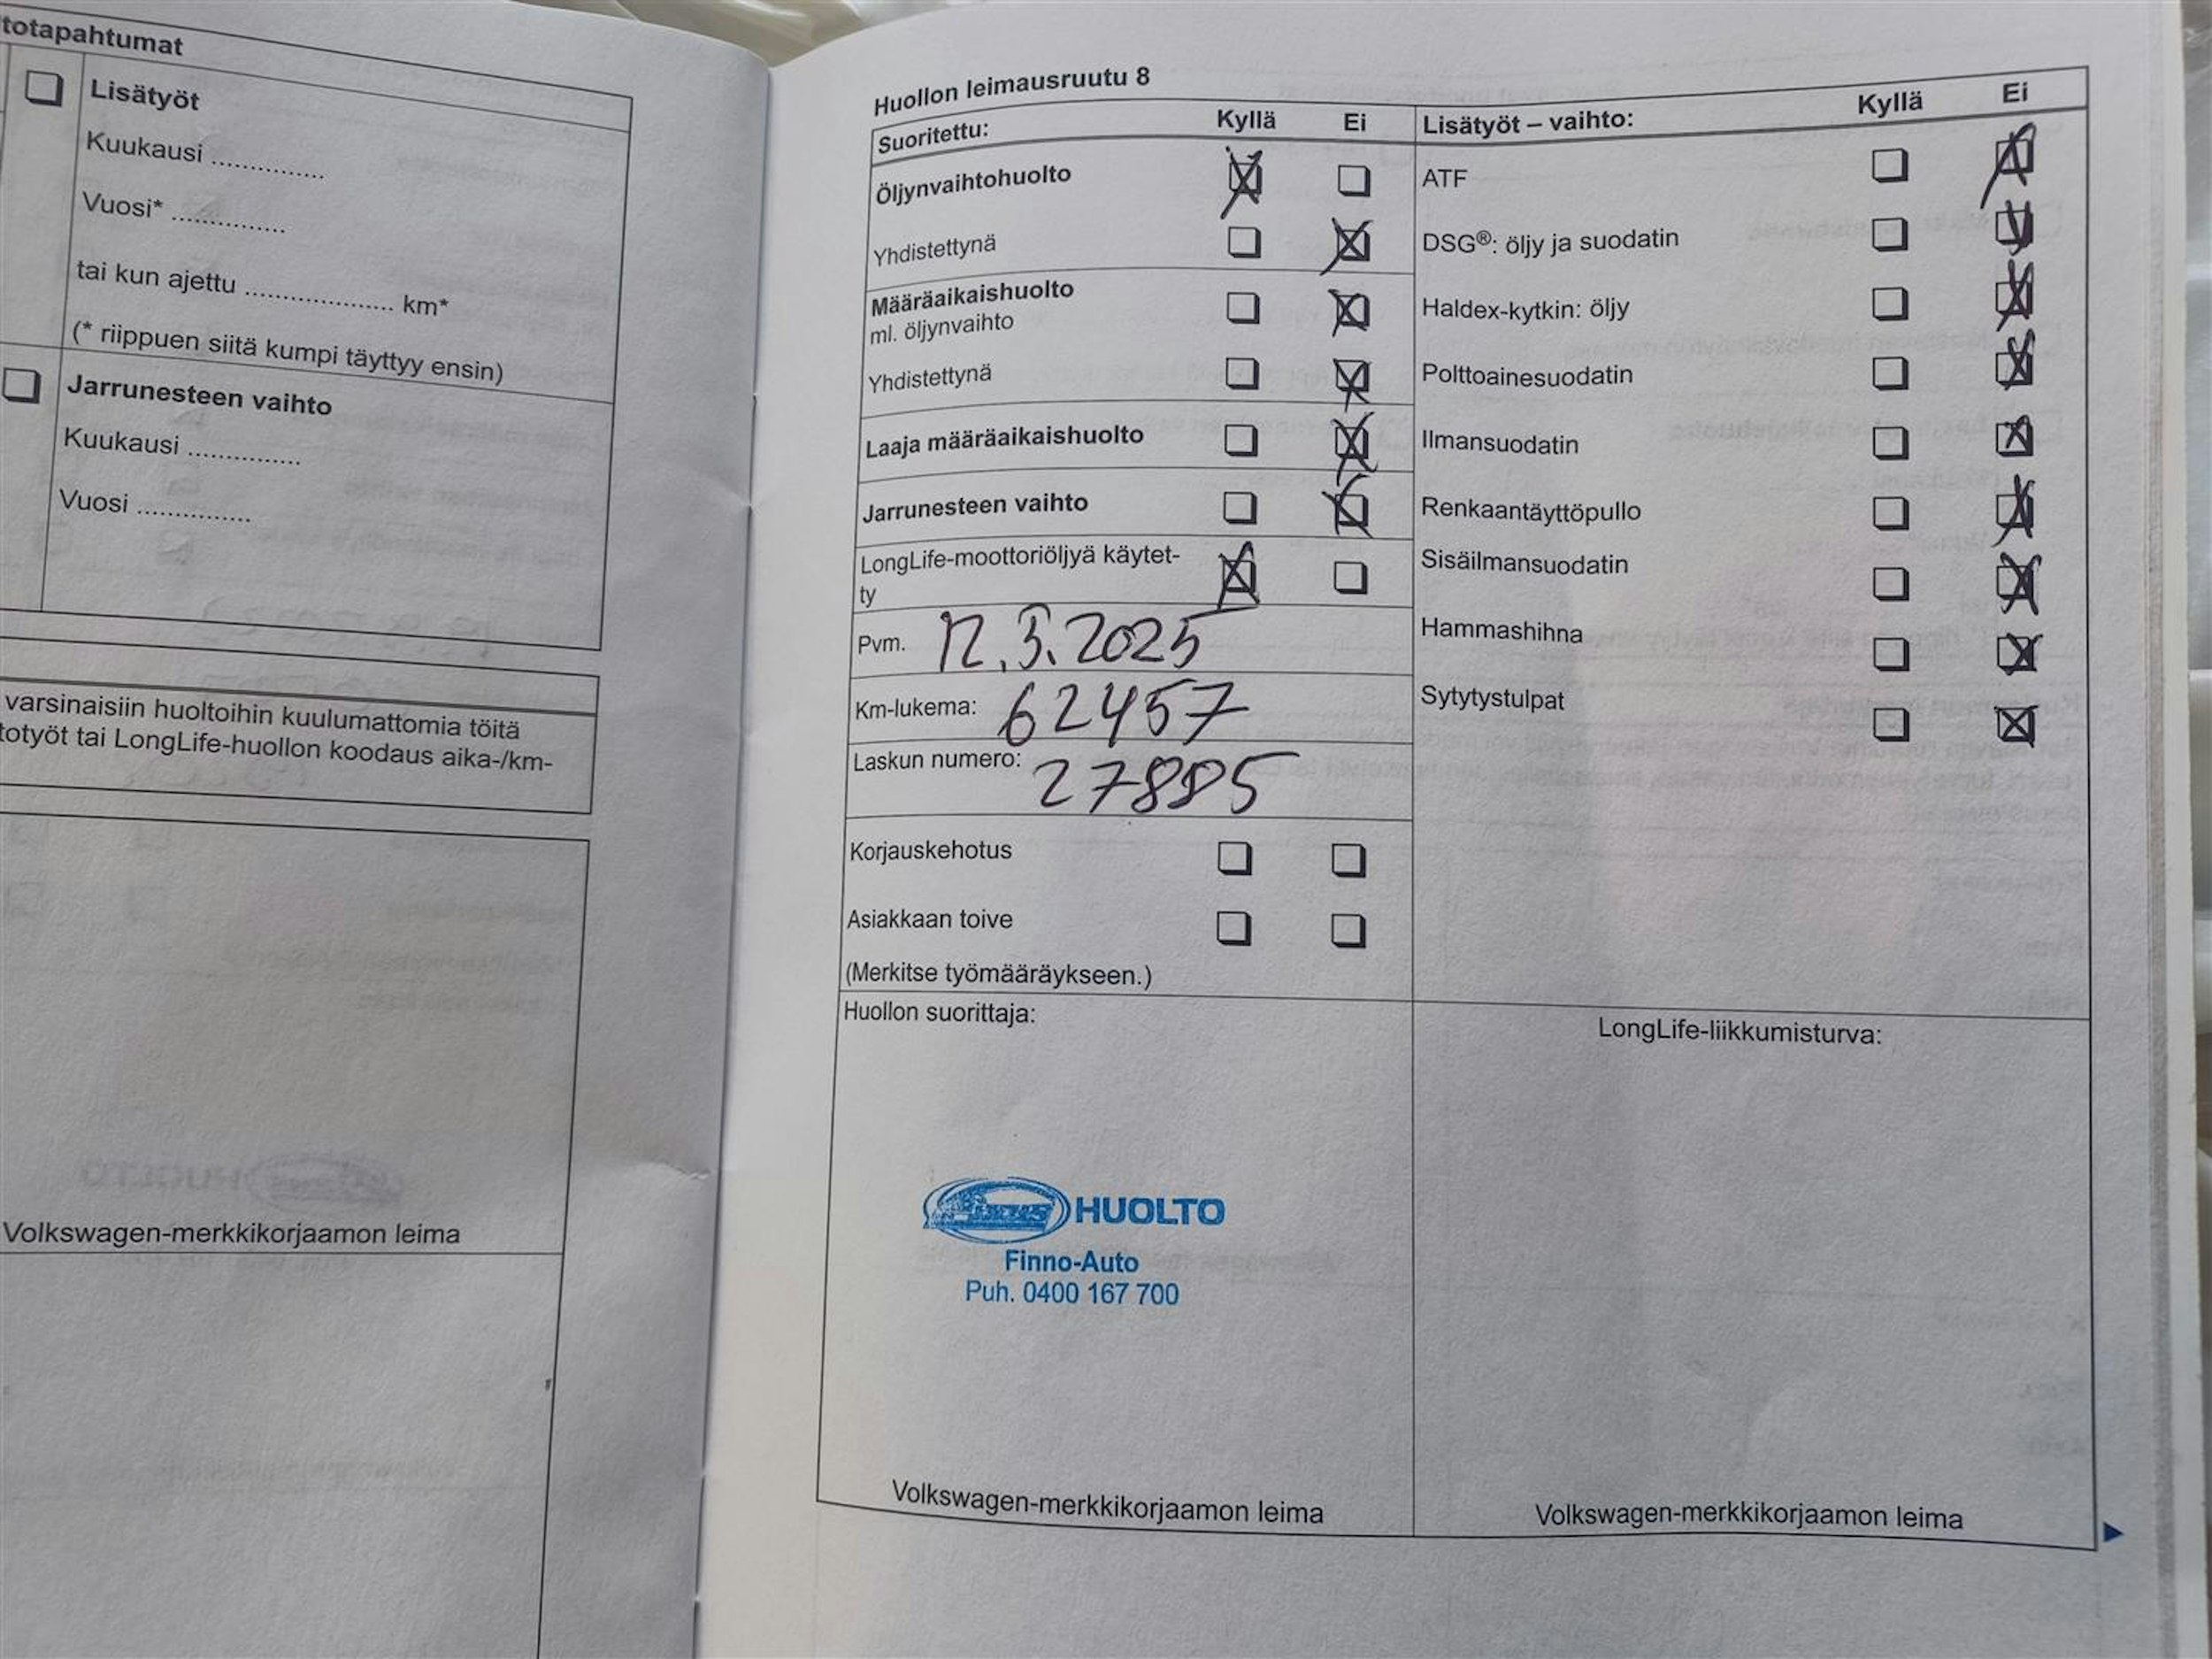 totapahtumat
Lisätyöt
Kuukausi ..............
Vuosi* ..............
tai kun ajettu .................... km*
(* riippuen siitä kumpi täyttyy ensin)
Jarrunesteen vaihto
Kuukausi ..............
Vuosi ..............
varsinaisiin huoltoihin kuulumattomia töitä
totyöt tai LongLife-huollon koodaus aika-/km-
Volkswagen-merkkikorjaamon leima
Huollon leimausruutu 8
Suoritettu: Kyllä Ei
Öljynvaihtohuolto
Yhdistettynä
Määräaikaishuolto
ml. öljynvaihto
Yhdistettynä
Laaja määräaikaishuolto
Jarrunesteen vaihto
LongLife-moottoriöljyä käytet-
ty
Pvm. 12.5.2025
Km-lukema: 62457
Laskun numero: 27885
Korjauskehotus
Asiakkaan toive
(Merkitse työmääräykseen.)
Huollon suorittaja:
HUOLTO
Finno-Auto
Puh. 0400 167 700
Volkswagen-merkkikorjaamon leima
Lisätyöt – vaihto: Kyllä Ei
ATF
DSG®: öljy ja suodatin
Haldex-kytkin: öljy
Polttoainesuodatin
Ilmansuodatin
Renkaantäyttöpullo
Sisäilmansuodatin
Hammashihna
Sytytystulpat
LongLife-liikkumisturva:
Volkswagen-merkkikorjaamon leima